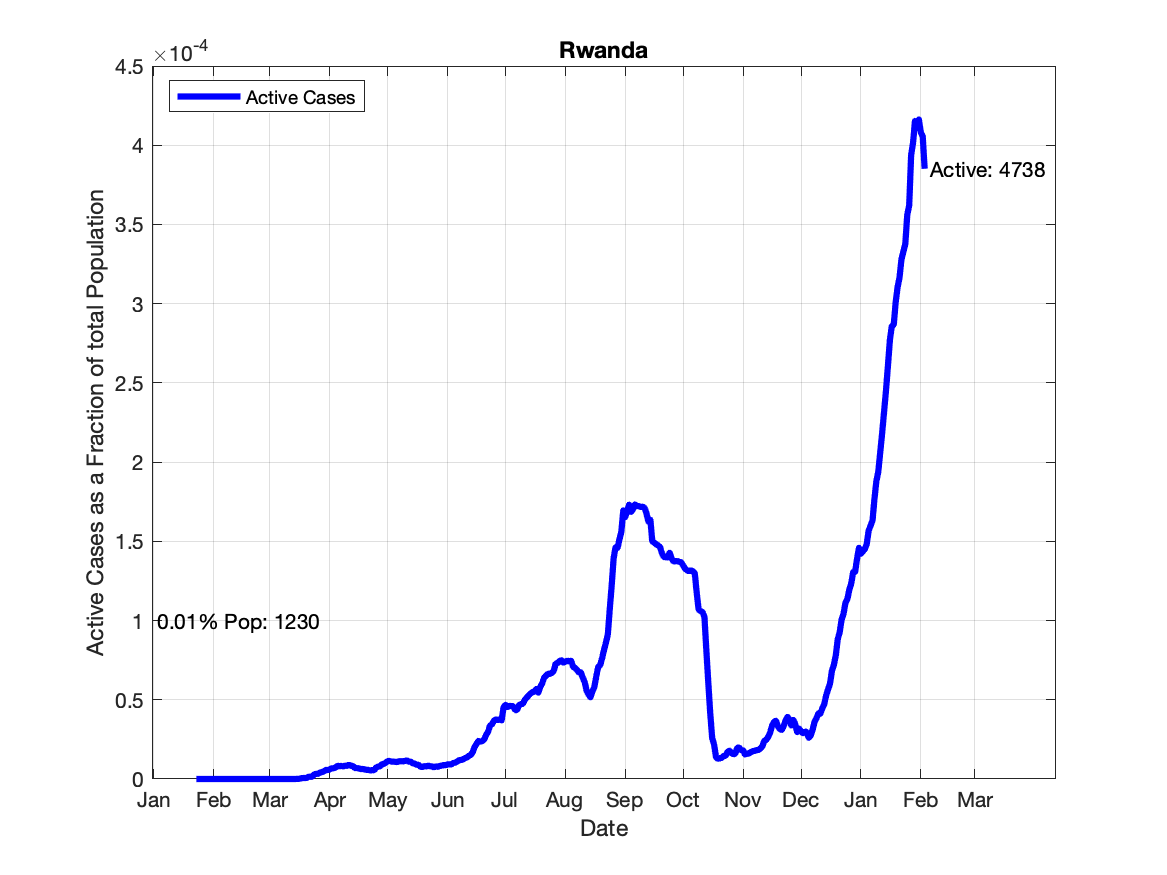 Rwanda
×10-4
4.5
4
3.5
3
2.5
2
1.5
1
0.5
0
Active Cases
Active: 4738
0.01% Pop: 1230
Active Cases as a Fraction of total Population
Jan Feb Mar Apr May Jun Jul Aug Sep Oct Nov Dec Jan Feb Mar
Date